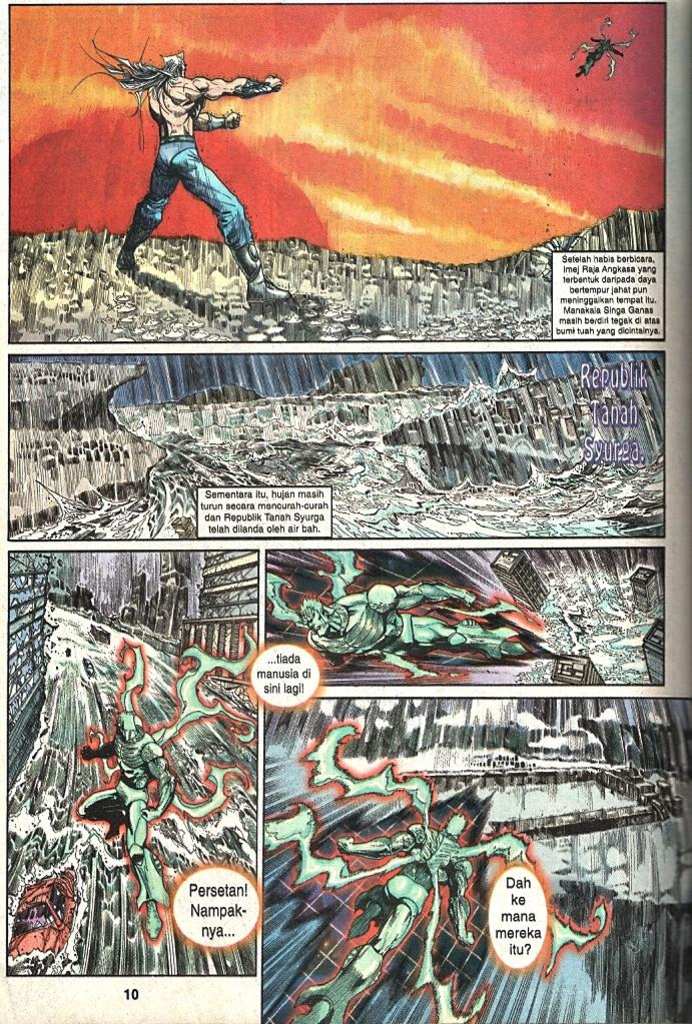 Setelah habis berbicara,
Imej Raja Angkasa yang
terbentuk daripada daya
bertempur jahat pun
meninggalkan tempat itu.
Manakala Singa Ganas
masih berdiri tegak di atas
bumi tuah yang dicintainya.
Republik
Tanah
Syurga.
Sementara itu, hujan masih
turun secara mencurah-curah
dan Republik Tanah Syurga
telah dilanda oleh air bah.
Persetan!
Nampak-
nya...
...tiada
manusia di
sini lagi!
Dah
ke
mana
mereka
itu?
10